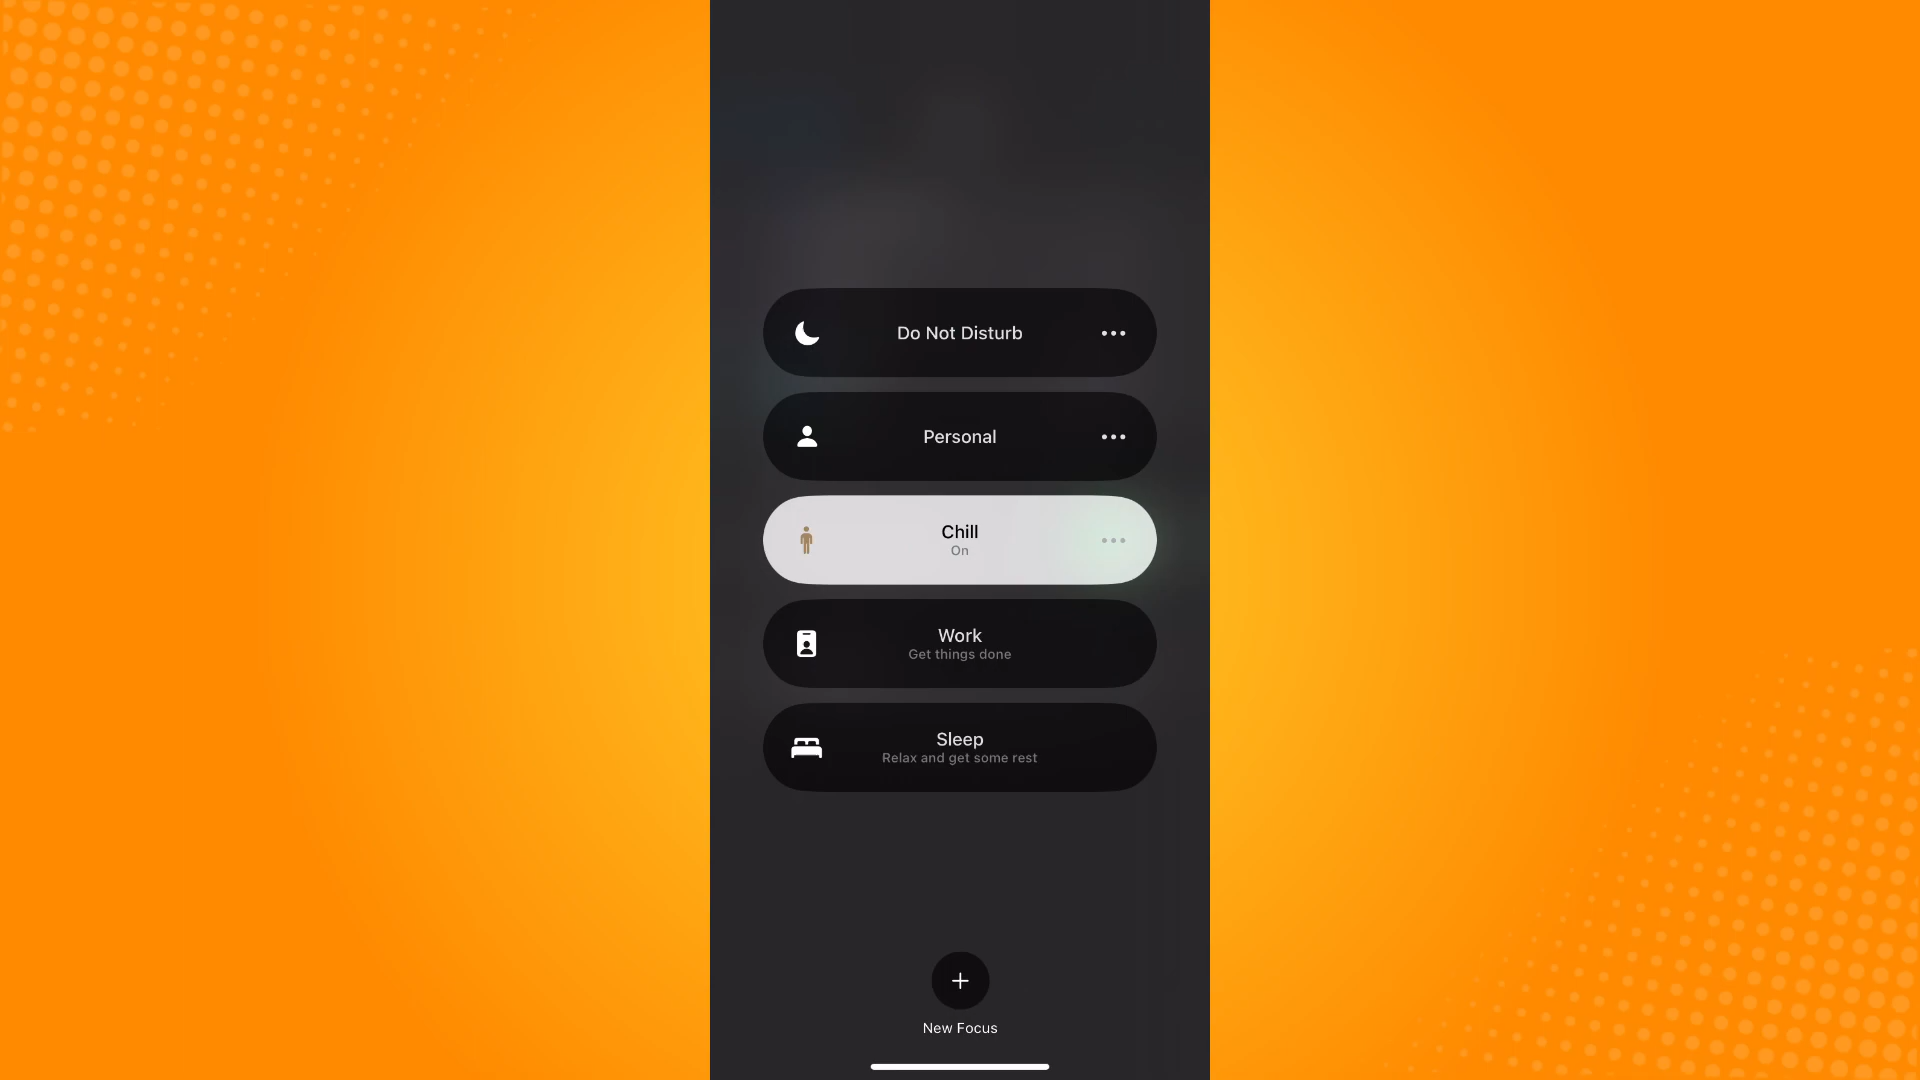 Do Not Disturb
Personal
Chill
On
Work
Get things done
Sleep
Relax and get some rest
New Focus